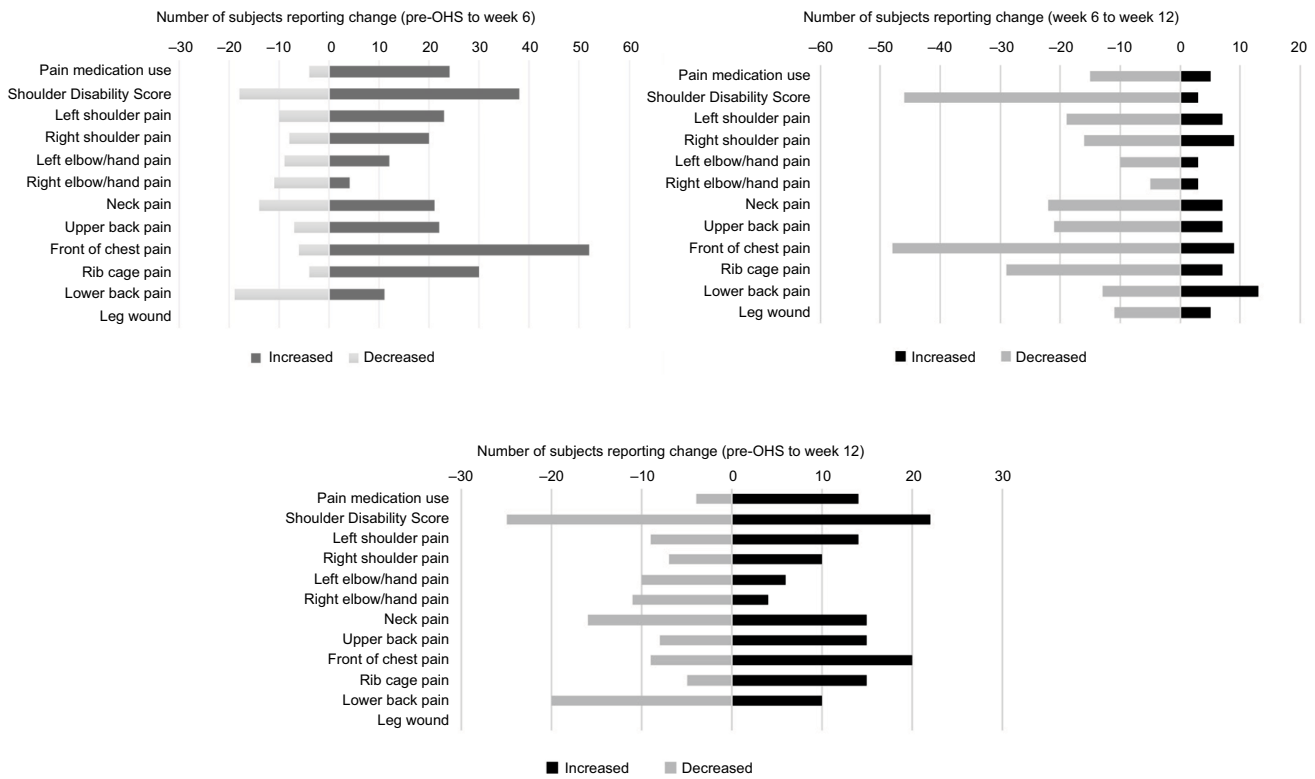 Number of subjects reporting change (pre-OHS to week 6)
–30 –20 –10 0 10 20 30 40 50 60
Pain medication use
Shoulder Disability Score
Left shoulder pain
Right shoulder pain
Left elbow/hand pain
Right elbow/hand pain
Neck pain
Upper back pain
Front of chest pain
Rib cage pain
Lower back pain
Leg wound
Increased Decreased
Number of subjects reporting change (week 6 to week 12)
–60 –50 –40 –30 –20 –10 0 10 20
Pain medication use
Shoulder Disability Score
Left shoulder pain
Right shoulder pain
Left elbow/hand pain
Right elbow/hand pain
Neck pain
Upper back pain
Front of chest pain
Rib cage pain
Lower back pain
Leg wound
Increased Decreased
Number of subjects reporting change (pre-OHS to week 12)
–30 –20 –10 0 10 20 30
Pain medication use
Shoulder Disability Score
Left shoulder pain
Right shoulder pain
Left elbow/hand pain
Right elbow/hand pain
Neck pain
Upper back pain
Front of chest pain
Rib cage pain
Lower back pain
Leg wound
Increased Decreased